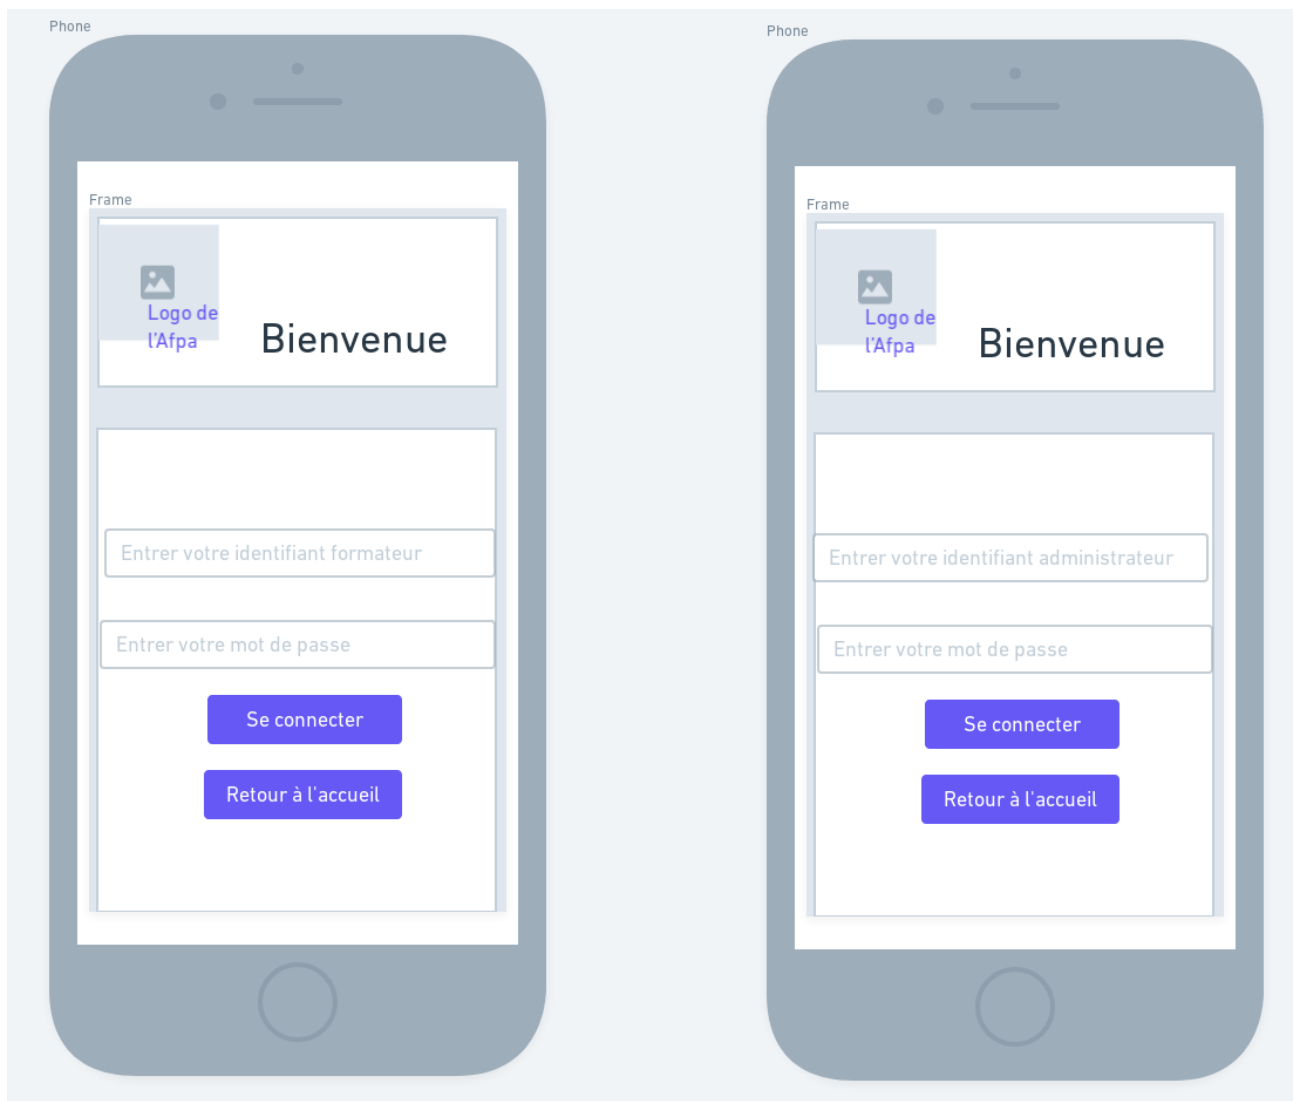 Phone
Frame
Logo de
l'Afpa
Bienvenue
Entrer votre identifiant formateur
Entrer votre mot de passe
Se connecter
Retour à l'accueil
Phone
Frame
Logo de
l'Afpa
Bienvenue
Entrer votre identifiant administrateur
Entrer votre mot de passe
Se connecter
Retour à l'accueil